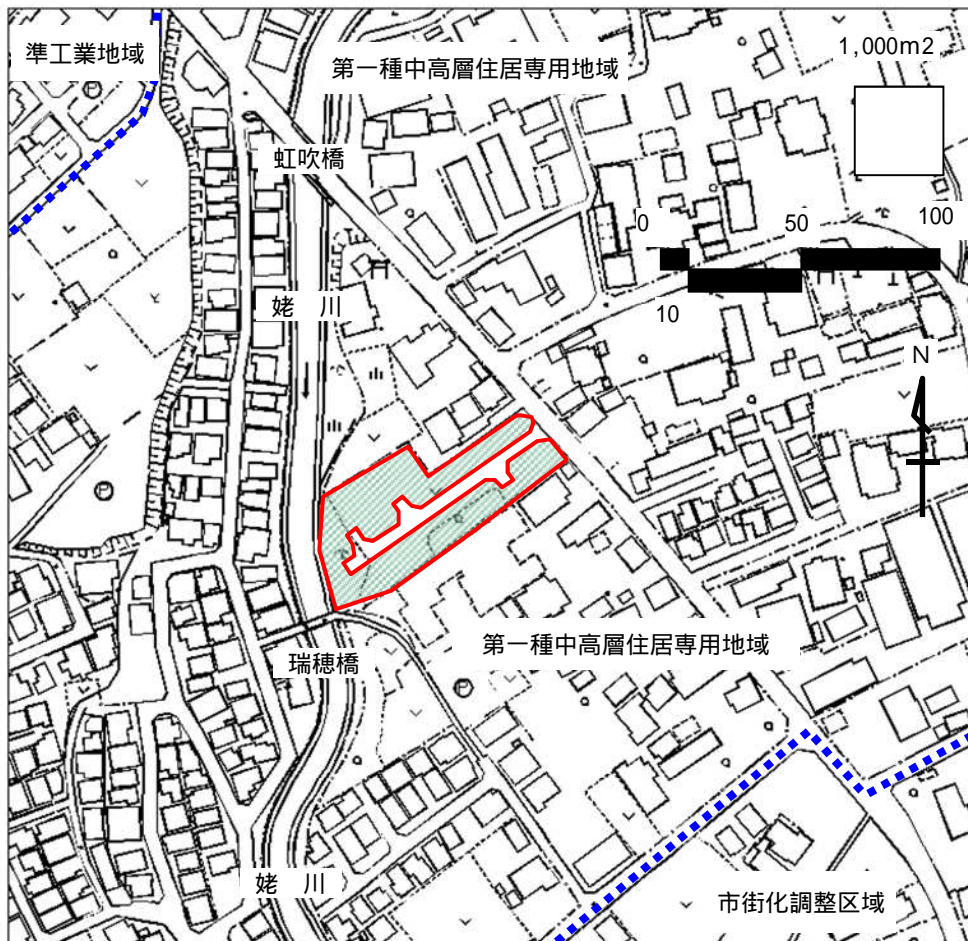 準工業地域
第一種中高層住居専用地域
1,000m2
虹吹橋
0 50 100
姥 川
10
N
第一種中高層住居専用地域
瑞穂橋
姥 川
市街化調整区域